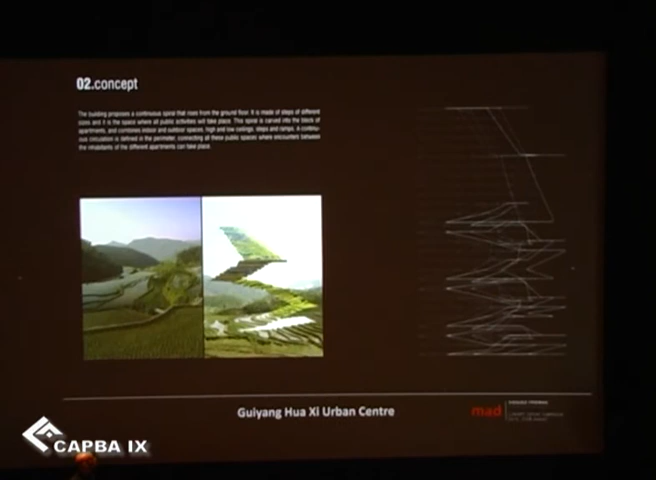 02.concept
The building proposes a continuous spiral that rises from the ground floor. It is made of steps of different
sizes and it is the space where all public activities will take place. This spiral is carved into the block of
apartments, and combines indoor and outdoor spaces, high and low ceilings, steps and ramps. A continu-
ous circulation is defined in the perimeter, connecting all these public spaces where encounters between
the inhabitants of the different apartments can take place.
Guiyang Hua Xi Urban Centre
mad
CAPBA IX